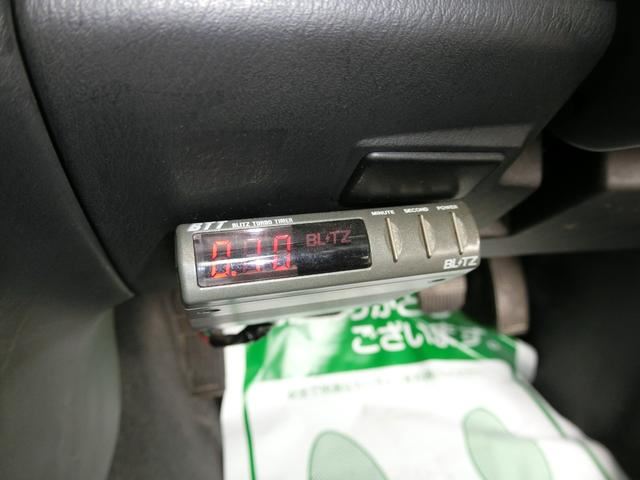 BTT BLITZ TURBO TIMER
MINUTE SECOND POWER
0.10 BLITZ
BLITZ
ございます